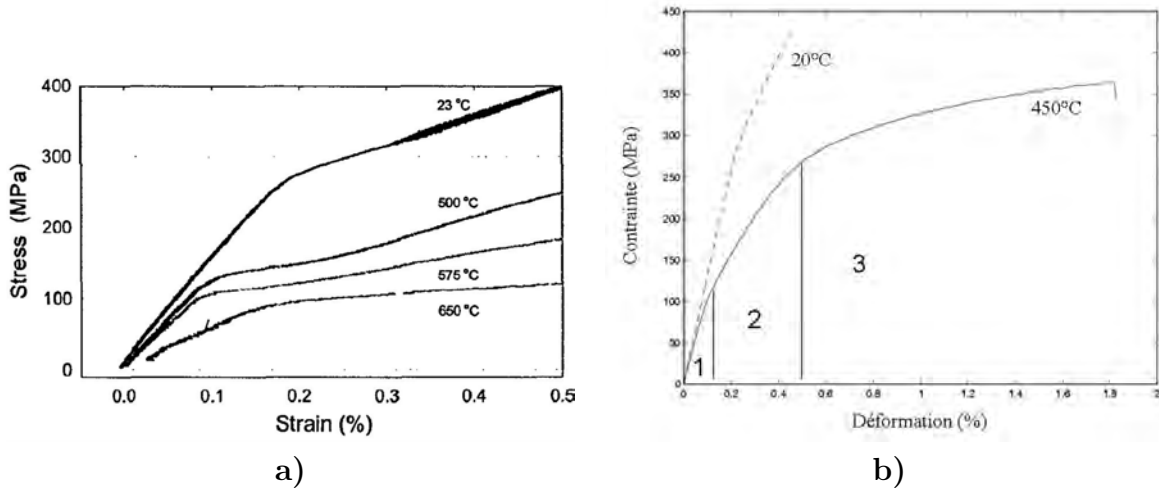 400
300
200
100
0
Stress (MPa)
23 °C
500 °C
575 °C
650 °C
0.0 0.1 0.2 0.3 0.4 0.5
Strain (%)
a)
450
400
350
300
250
200
150
100
50
0
Contrainte (MPa)
20°C
450°C
1
2
3
0 0.2 0.4 0.6 0.8 1 1.2 1.4 1.6 1.8 2
Déformation (%)
b)